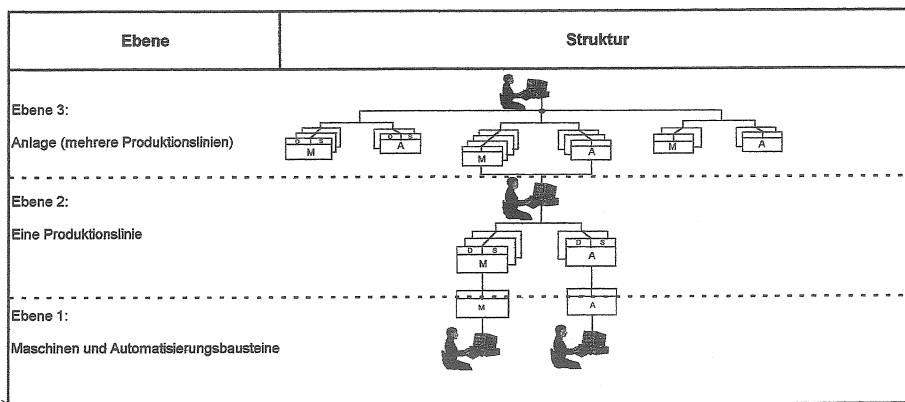 Ebene Struktur
Ebene 3:
Anlage (mehrere Produktionslinien)
D S
M
D S
A
M
A
M
A
Ebene 2:
Eine Produktionslinie
D S
M
D S
A
M
A
Ebene 1:
Maschinen und Automatisierungsbausteine